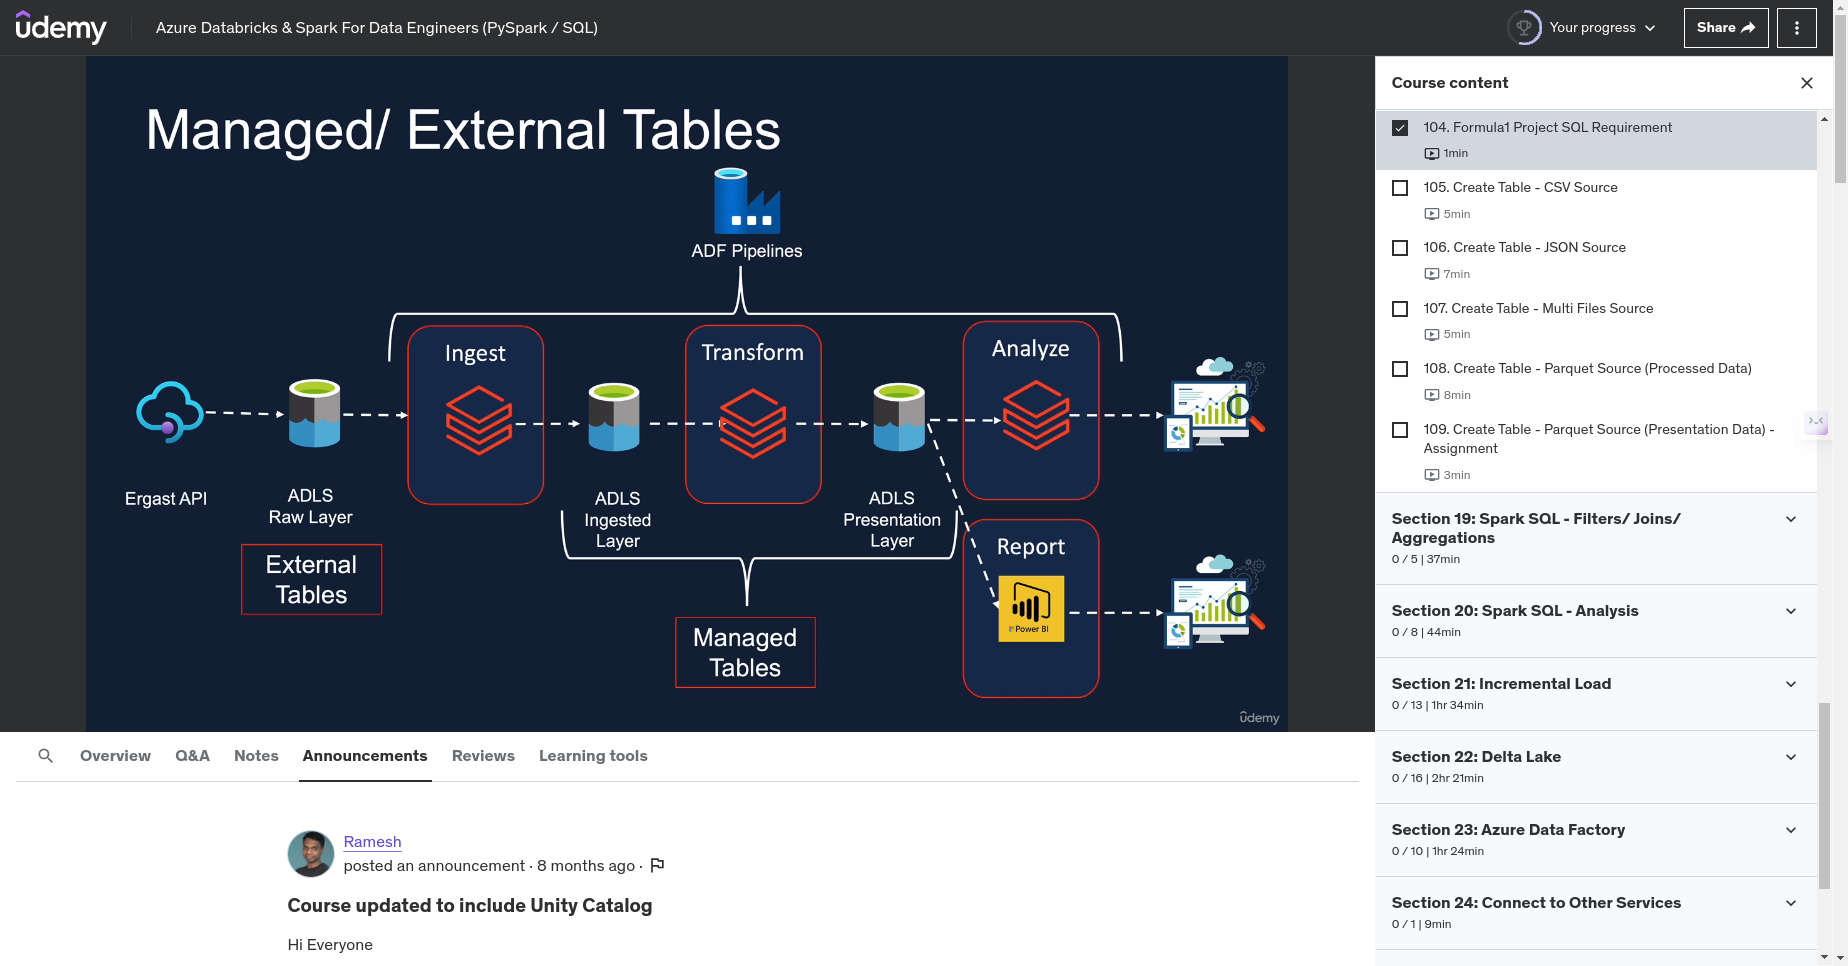 ûdemy
Azure Databricks & Spark For Data Engineers (PySpark / SQL)
Your progress
Share
Managed/ External Tables
ADF Pipelines
Ingest
Transform
Analyze
Ergast API
ADLS
Raw Layer
ADLS
Ingested
Layer
ADLS
Presentation
Layer
External
Tables
Managed
Tables
Report
Power BI
ûdemy
Course content
104. Formula1 Project SQL Requirement
1min
105. Create Table - CSV Source
5min
106. Create Table - JSON Source
7min
107. Create Table - Multi Files Source
5min
108. Create Table - Parquet Source (Processed Data)
8min
109. Create Table - Parquet Source (Presentation Data) -
Assignment
3min
Section 19: Spark SQL - Filters/ Joins/
Aggregations
0 / 5 | 37min
Section 20: Spark SQL - Analysis
0 / 8 | 44min
Section 21: Incremental Load
0 / 13 | 1hr 34min
Section 22: Delta Lake
0 / 16 | 2hr 21min
Section 23: Azure Data Factory
0 / 10 | 1hr 24min
Section 24: Connect to Other Services
0 / 1 | 9min
Overview
Q&A
Notes
Announcements
Reviews
Learning tools
Ramesh
posted an announcement · 8 months ago ·
Course updated to include Unity Catalog
Hi Everyone